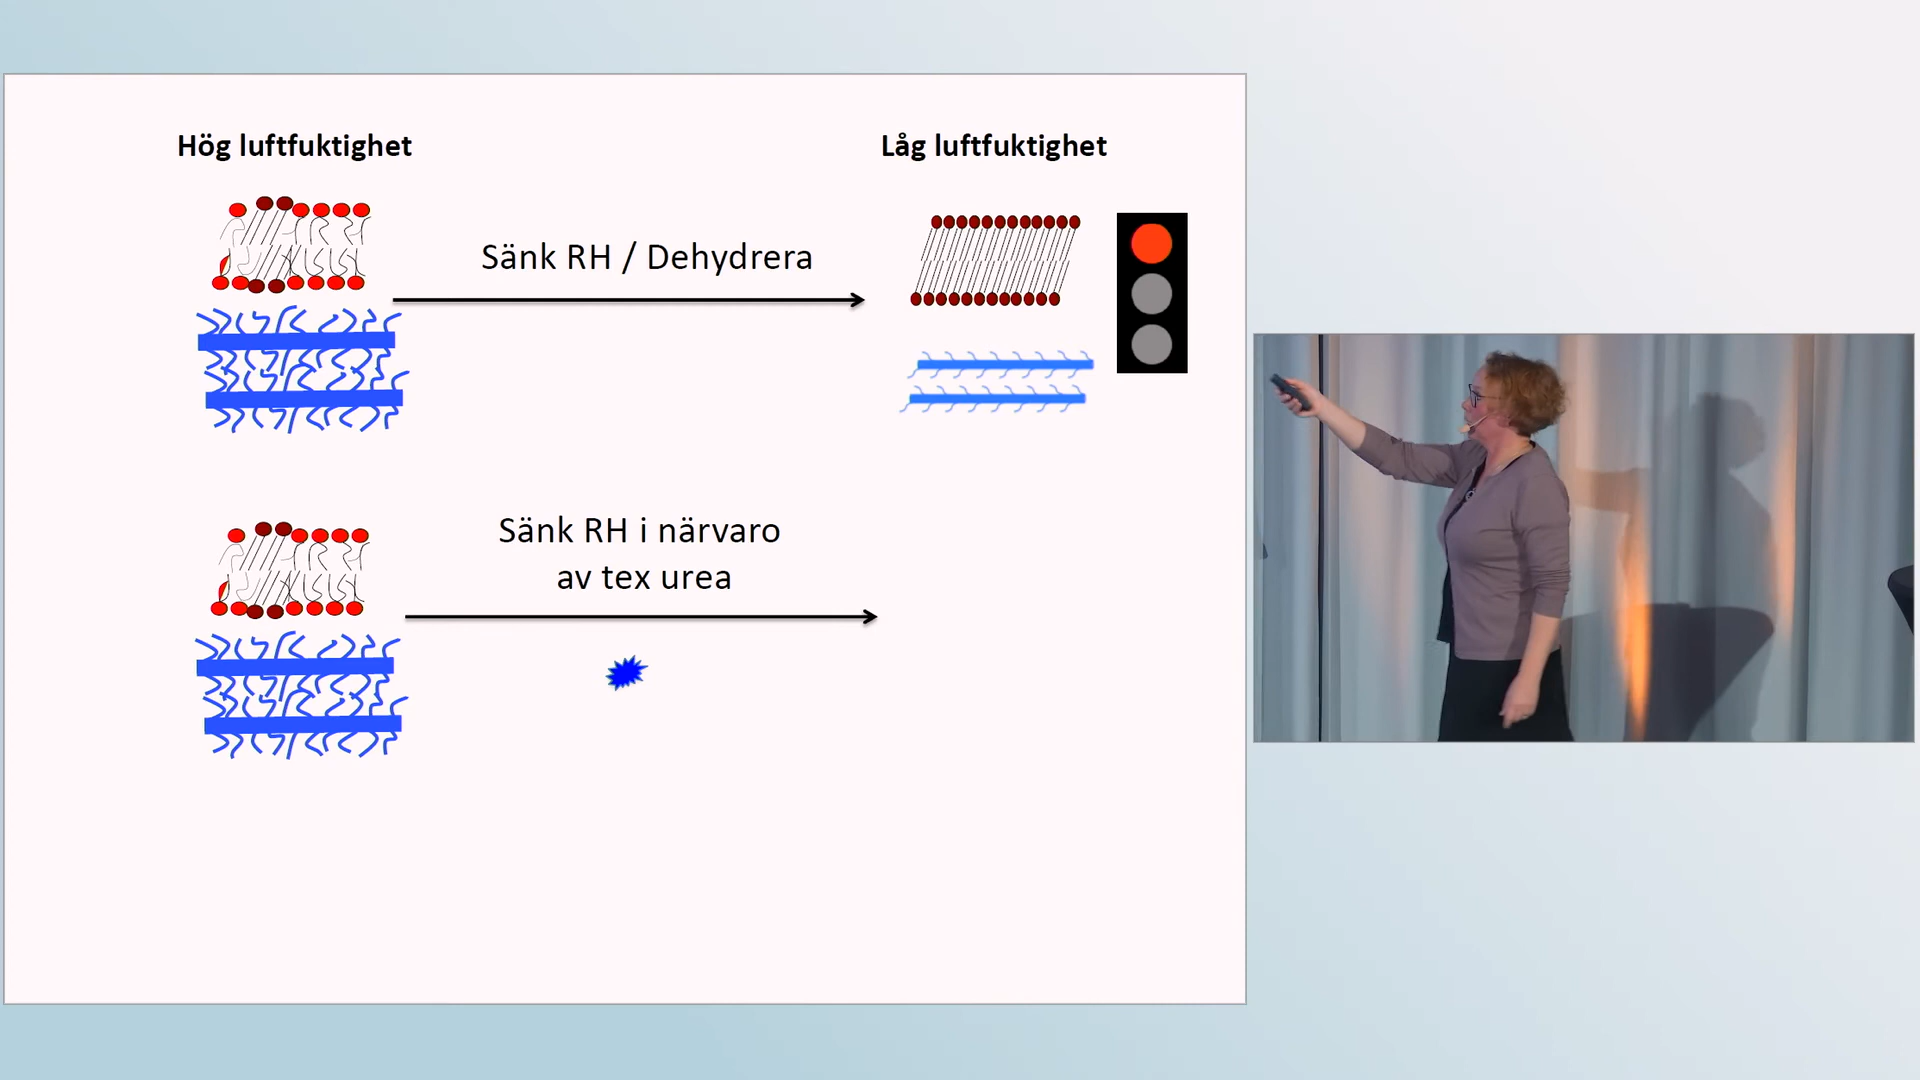 Hög luftfuktighet
Låg luftfuktighet
Sänk RH / Dehydrera
Sänk RH i närvaro
av tex urea